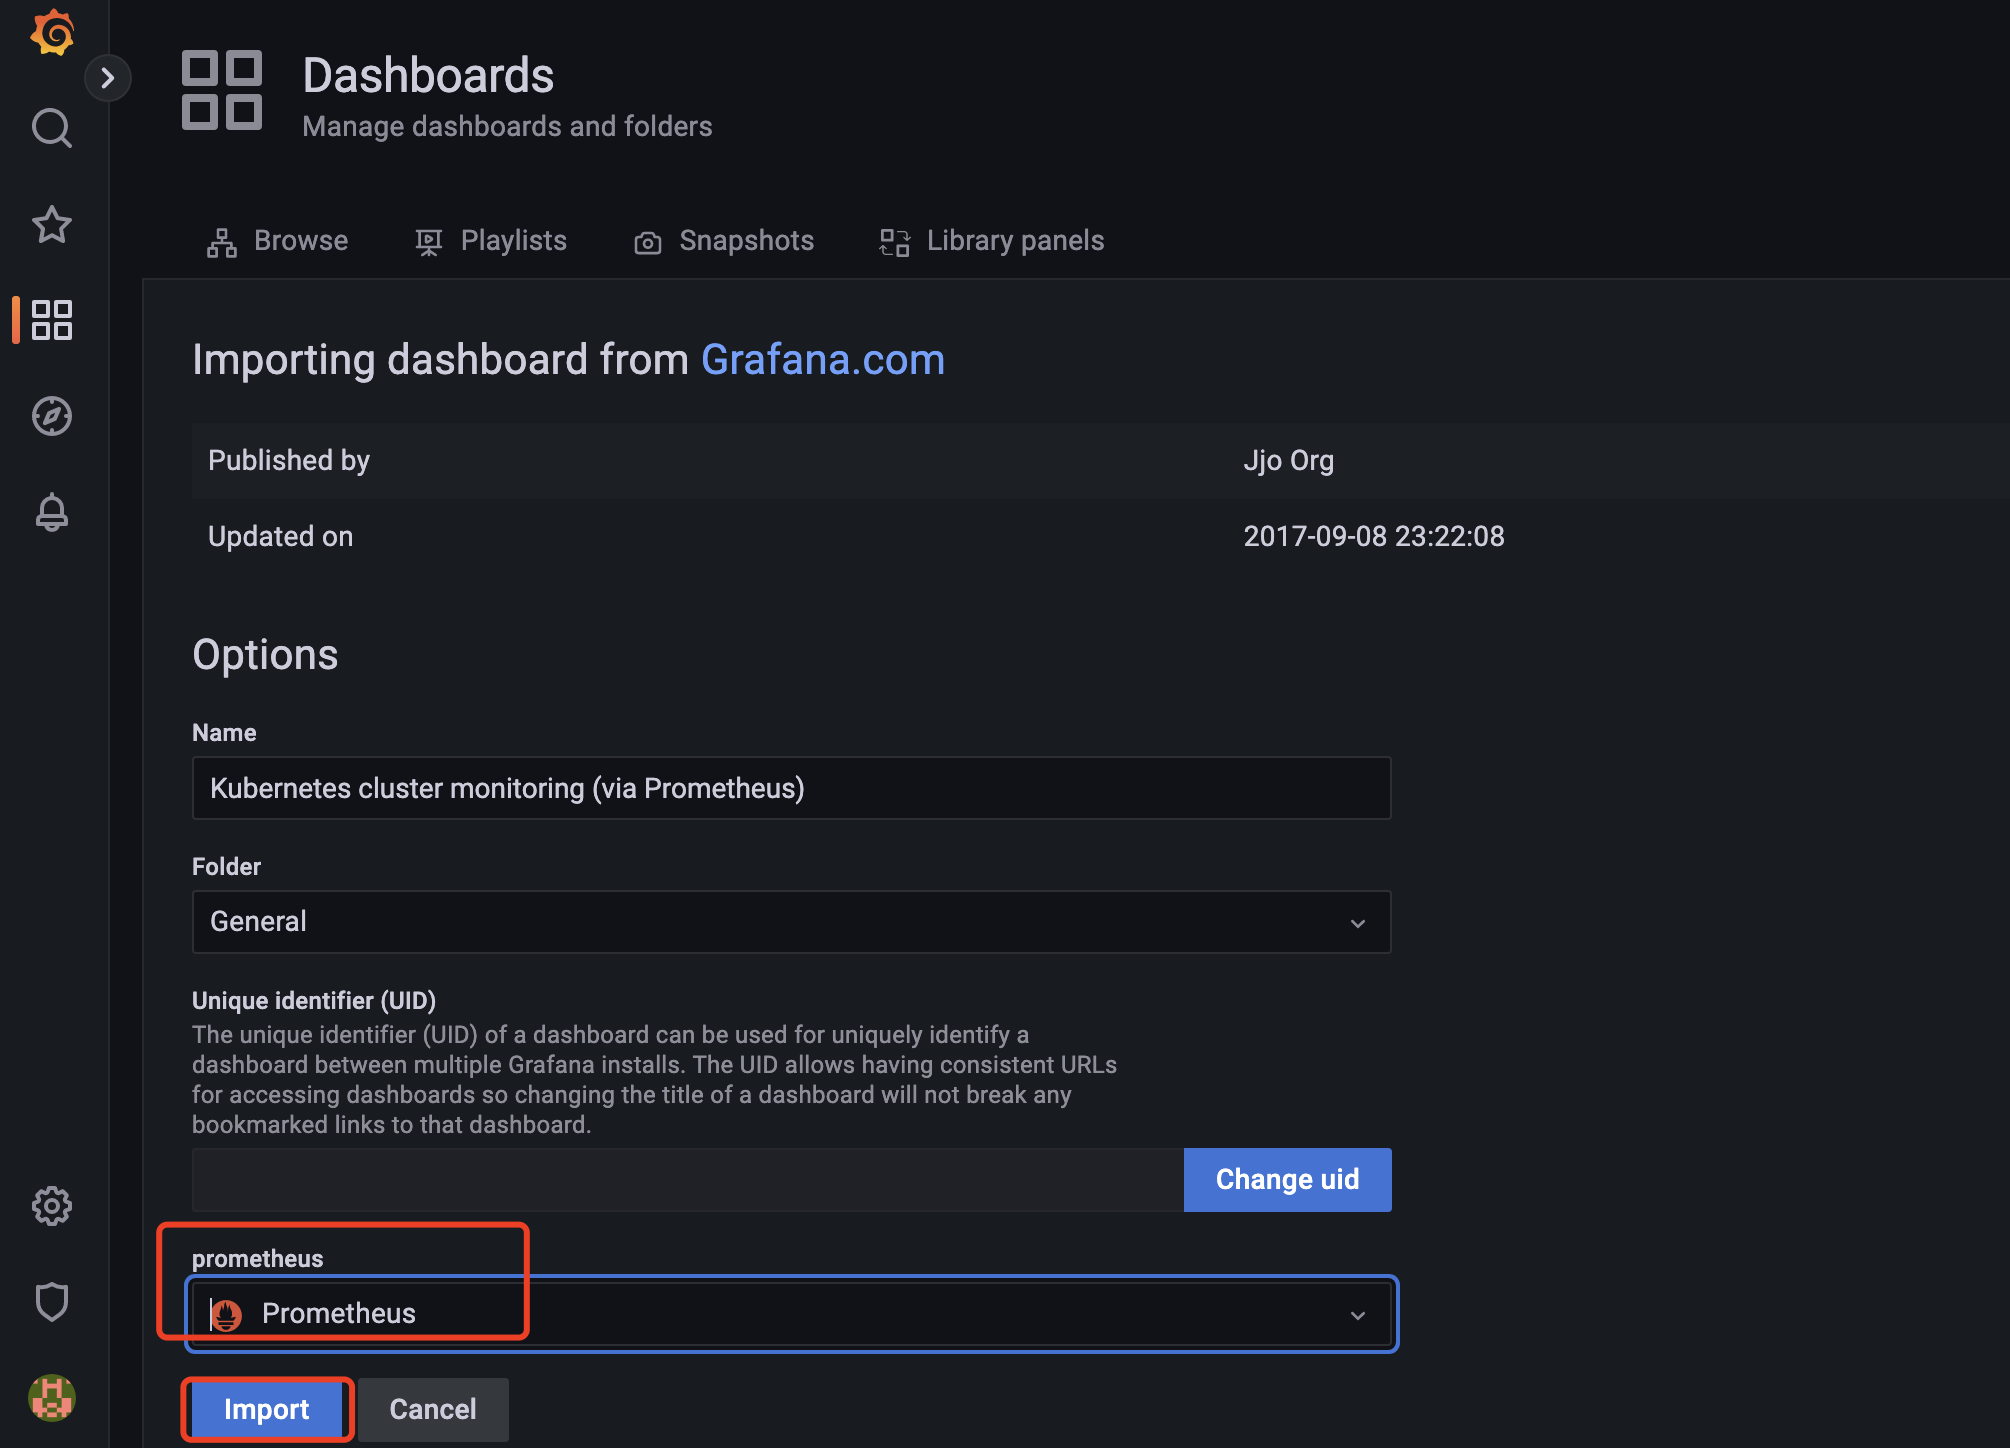 Dashboards
Manage dashboards and folders
Browse
Playlists
Snapshots
Library panels
Importing dashboard from Grafana.com
Published by
Jjo Org
Updated on
2017-09-08 23:22:08
Options
Name
Kubernetes cluster monitoring (via Prometheus)
Folder
General
Unique identifier (UID)
The unique identifier (UID) of a dashboard can be used for uniquely identify a
dashboard between multiple Grafana installs. The UID allows having consistent URLs
for accessing dashboards so changing the title of a dashboard will not break any
bookmarked links to that dashboard.
Change uid
prometheus
Prometheus
Import
Cancel